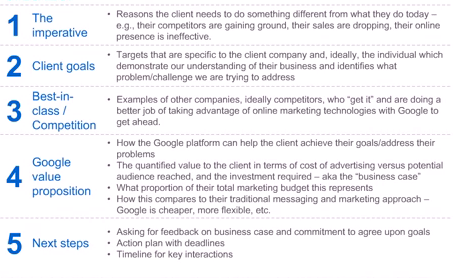 1 The imperative
• Reasons the client needs to do something different from what they do today –
e.g., their competitors are gaining ground, their sales are dropping, their online
presence is ineffective.
2 Client goals
• Targets that are specific to the client company and, ideally, the individual which
demonstrate our understanding of their business and identifies what
problem/challenge we are trying to address
3 Best-in-
class /
Competition
• Examples of other companies, ideally competitors, who “get it” and are doing a
better job of taking advantage of online marketing technologies with Google to
get ahead.
4 Google
value
proposition
• How the Google platform can help the client achieve their goals/address their
problems
• The quantified value to the client in terms of cost of advertising versus potential
audience reached, and the investment required – aka the “business case”
• What proportion of their total marketing budget this represents
• How this compares to their traditional messaging and marketing approach –
Google is cheaper, more flexible, etc.
5 Next steps
• Asking for feedback on business case and commitment to agree upon goals
• Action plan with deadlines
• Timeline for key interactions